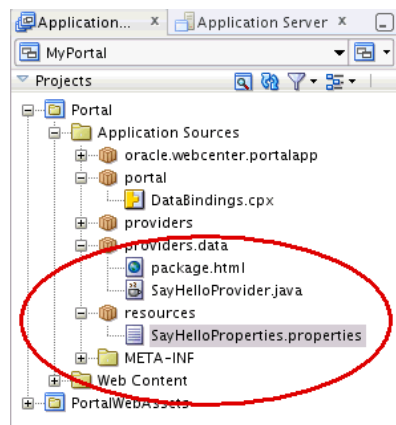 Application... x Application Server x
MyPortal
Projects
Portal
Application Sources
oracle.webcenter.portalapp
portal
DataBindings.cpx
providers
providers.data
package.html
SayHelloProvider.java
resources
SayHelloProperties.properties
META-INF
Web Content
PortalWebAssets